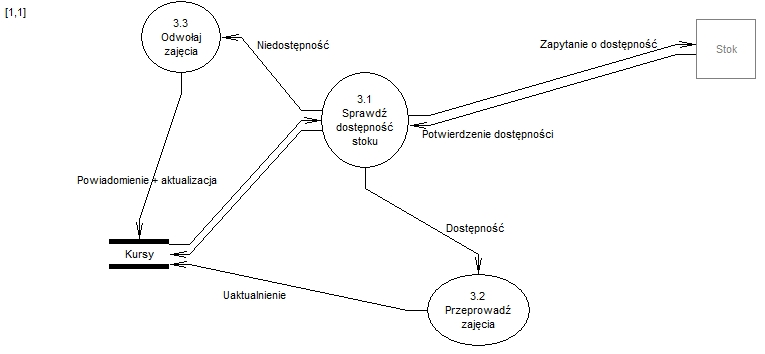 [1,1]
3.3
Odwołaj
zajęcia
Niedostępność
Zapytanie o dostępność
Stok
3.1
Sprawdź
dostępność
stoku
Potwierdzenie dostępności
Powiadomienie + aktualizacja
Dostępność
Kursy
Uaktualnienie
3.2
Przeprowadź
zajęcia